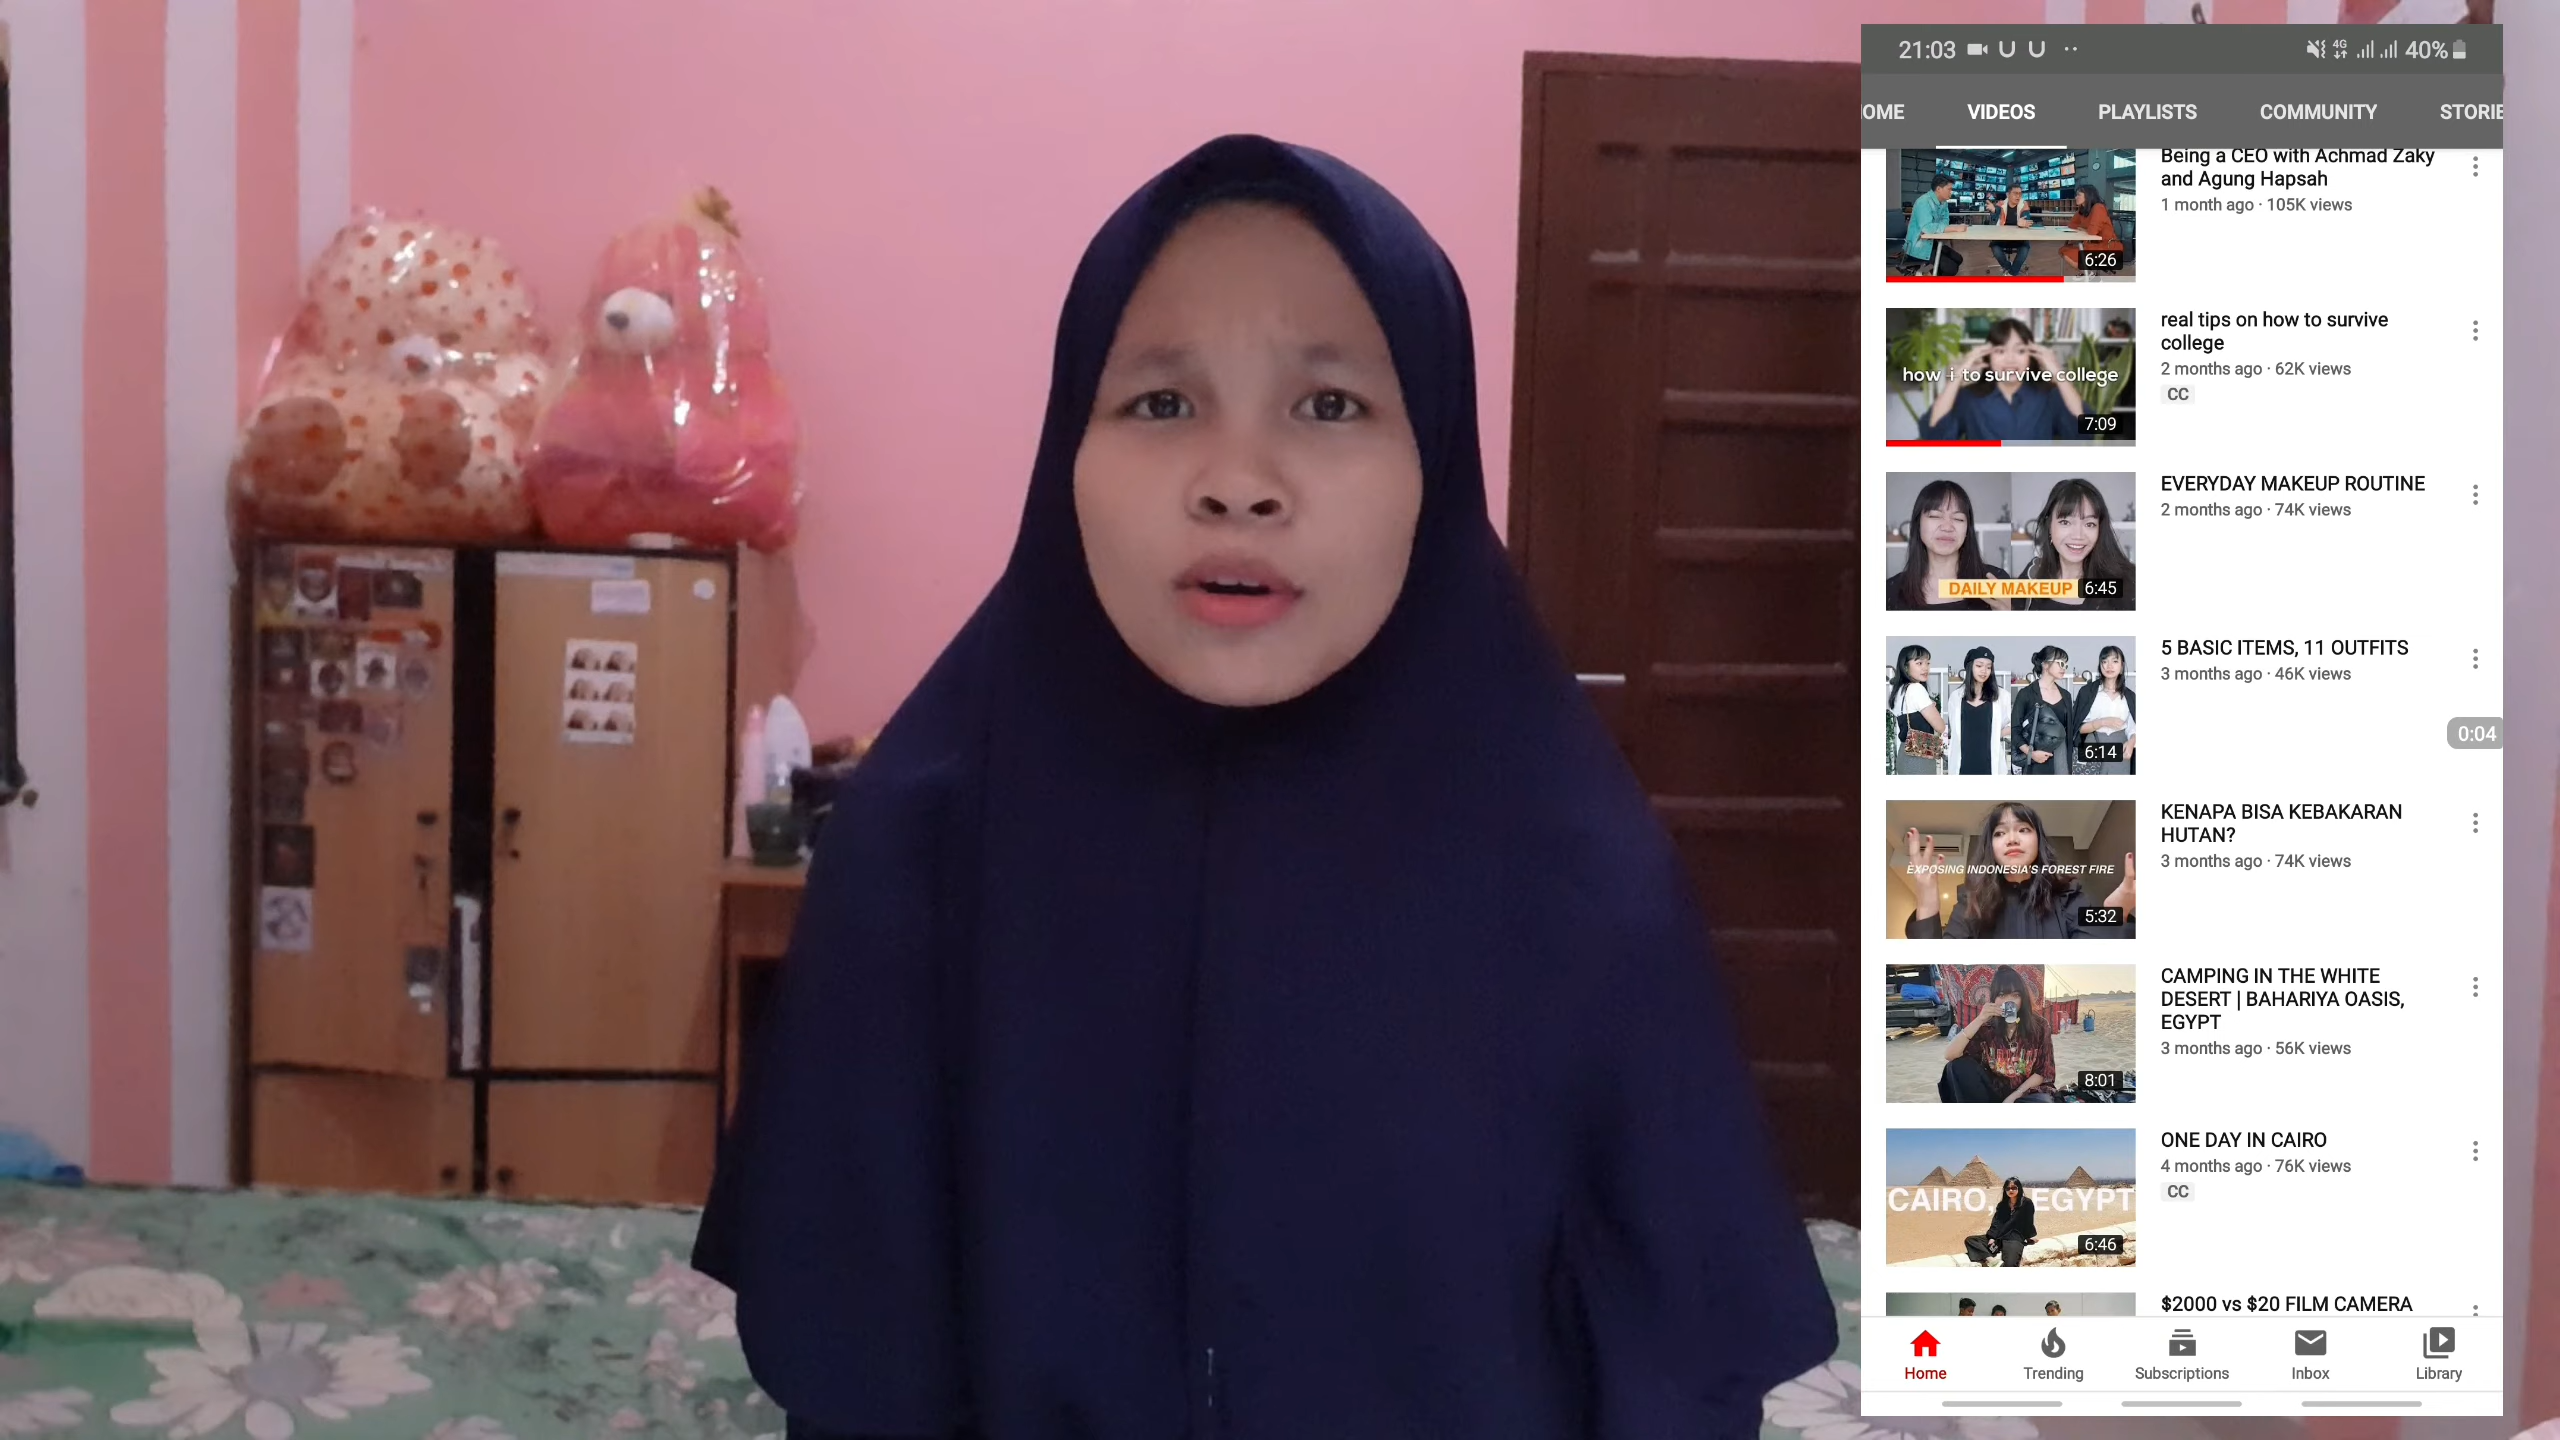 21:03
4G
40%
OME VIDEOS PLAYLISTS COMMUNITY STORIE
Being a CEO with Achmad Zaky
and Agung Hapsah
1 month ago · 105K views
6:26
how i to survive college
7:09
real tips on how to survive
college
2 months ago · 62K views
CC
DAILY MAKEUP
6:45
EVERYDAY MAKEUP ROUTINE
2 months ago · 74K views
6:14
5 BASIC ITEMS, 11 OUTFITS
3 months ago · 46K views
0:04
EXPOSING INDONESIA'S FOREST FIRE
5:32
KENAPA BISA KEBAKARAN
HUTAN?
3 months ago · 74K views
8:01
CAMPING IN THE WHITE
DESERT | BAHARIYA OASIS,
EGYPT
3 months ago · 56K views
CAIRO, EGYPT
6:46
ONE DAY IN CAIRO
4 months ago · 76K views
CC
$2000 vs $20 FILM CAMERA
Home Trending Subscriptions Inbox Library